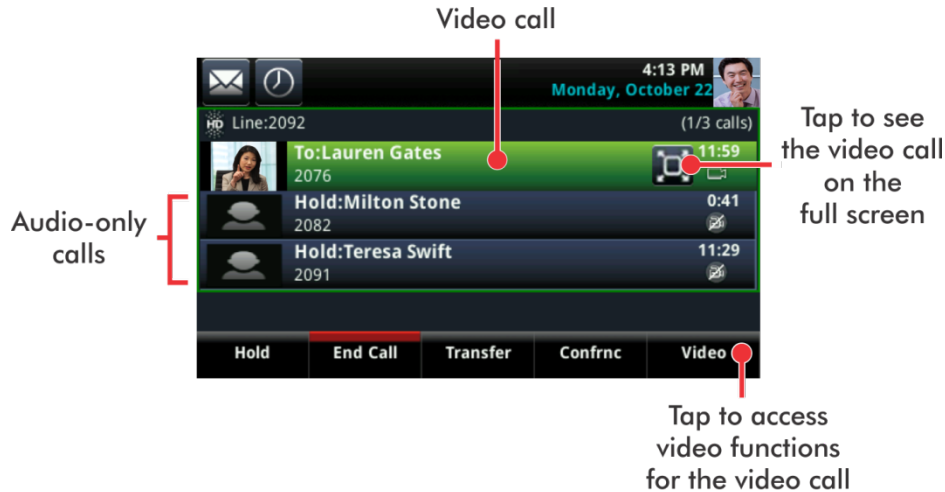 Video call
4:13 PM
Monday, October 22
HD Line:2092 (1/3 calls)
To:Lauren Gates 11:59
2076
Hold:Milton Stone 0:41
2082
Hold:Teresa Swift 11:29
2091
Hold End Call Transfer Confrnc Video
Audio-only
calls
Tap to see
the video call
on the
full screen
Tap to access
video functions
for the video call